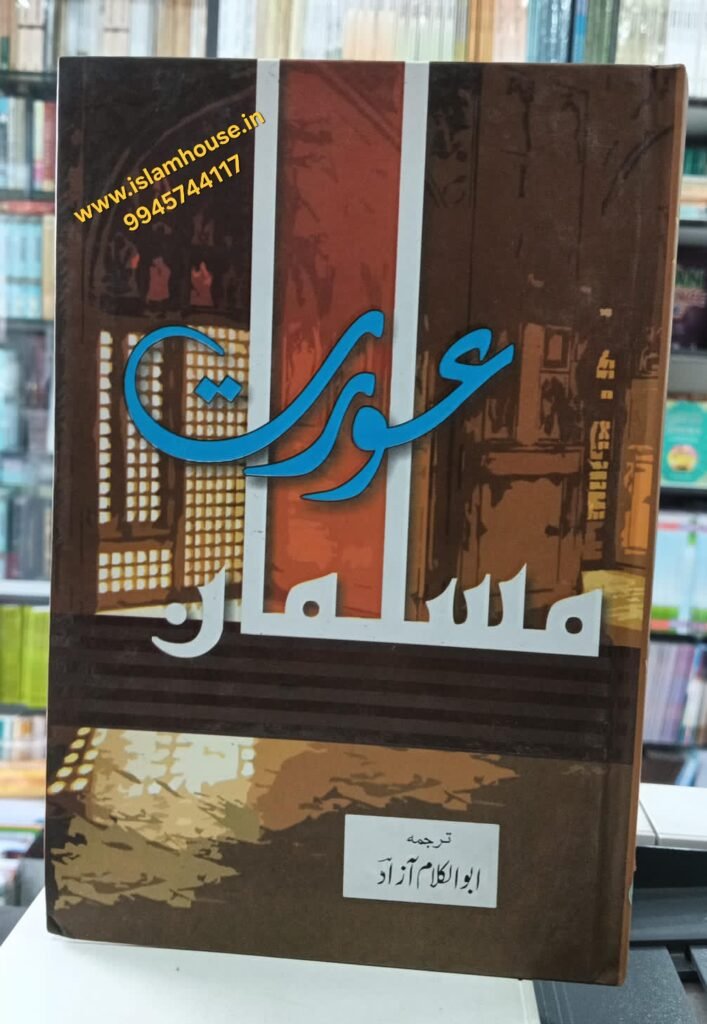 www.islamhouse.in
9945744117
عورت
مسلمان
ترجمہ
ابوالکلام آزادؒ